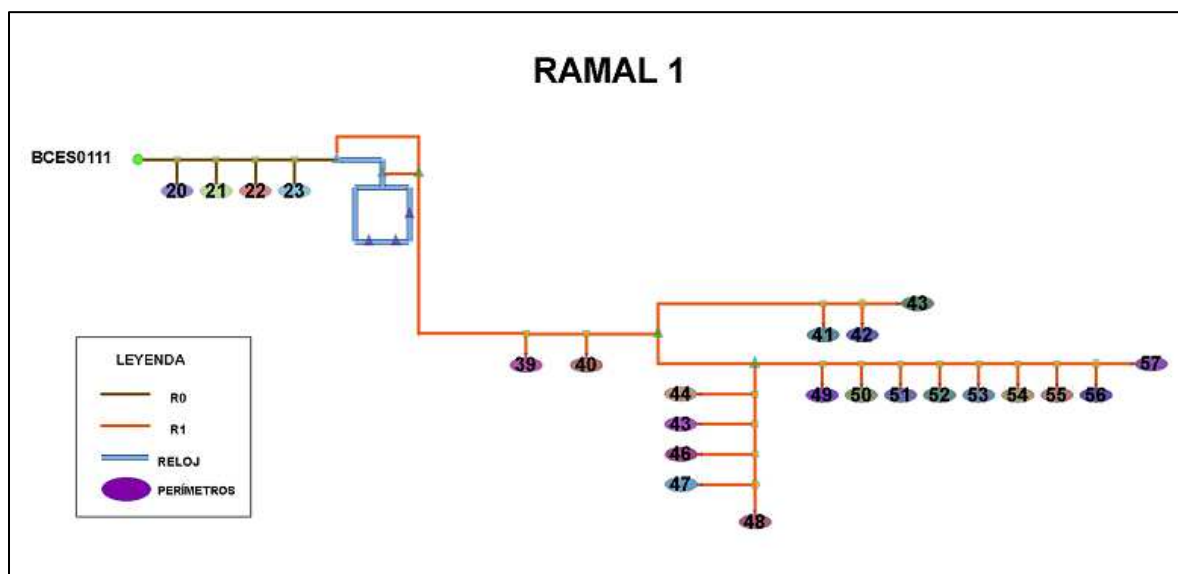 RAMAL 1
BCES0111
20 21 22 23
43
41 42
39 40
57
49 50 51 52 53 54 55 56
44
43
46
47
48
LEYENDA
R0
R1
RELOJ
PERÍMETROS